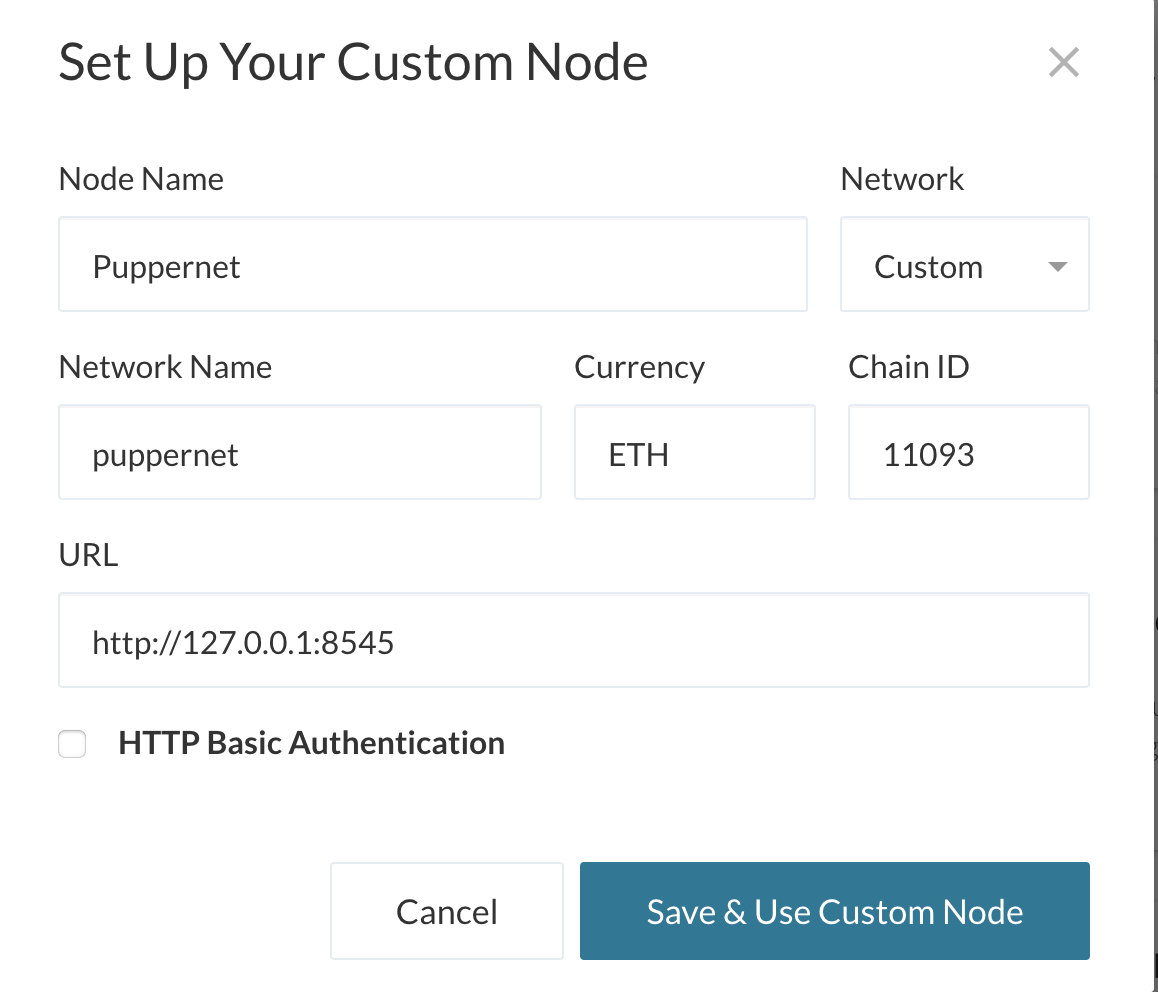 Set Up Your Custom Node
Node Name
Network
Puppernet
Custom
Network Name
Currency
Chain ID
puppernet
ETH
11093
URL
http://127.0.0.1:8545
HTTP Basic Authentication
Cancel
Save & Use Custom Node